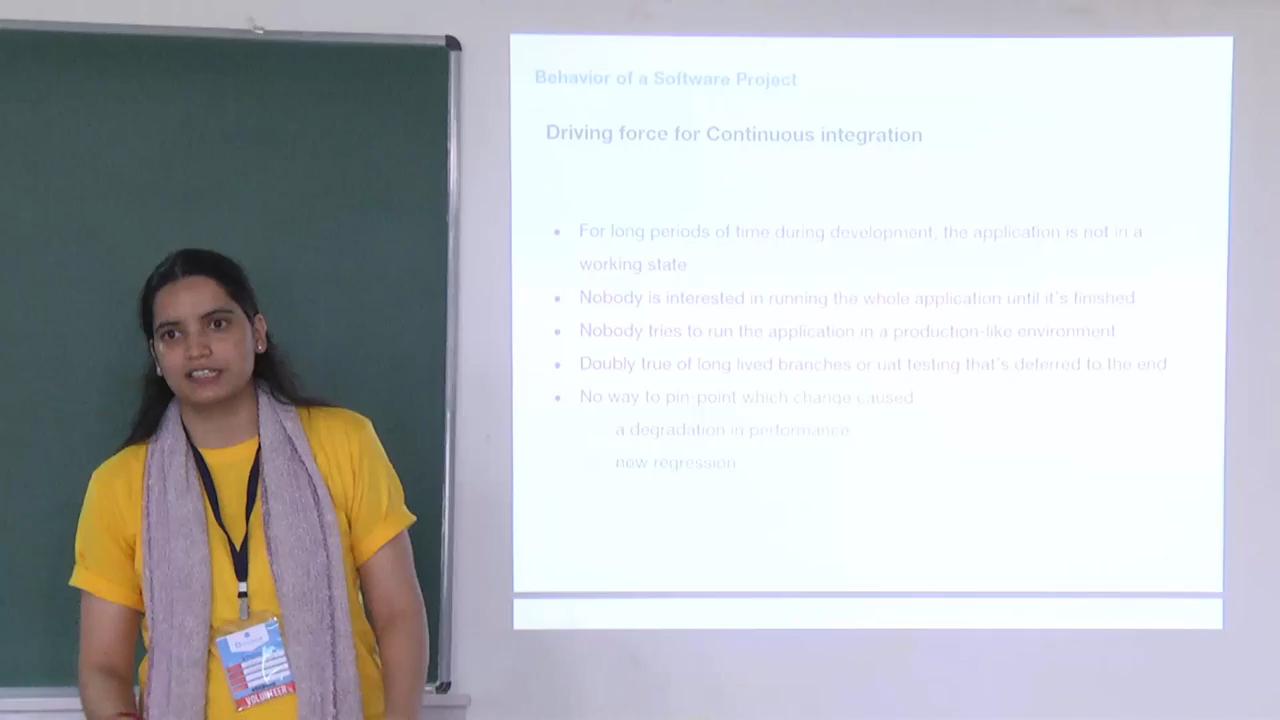 Behavior of a Software Project
Driving force for Continuous integration
• For long periods of time during development, the application is not in a
working state
• Nobody is interested in running the whole application until it's finished
• Nobody tries to run the application in a production-like environment
• Doubly true of long lived branches or uat testing that's deferred to the end
• No way to pin-point which change caused
a degradation in performance
now regression
VOLUNTEER